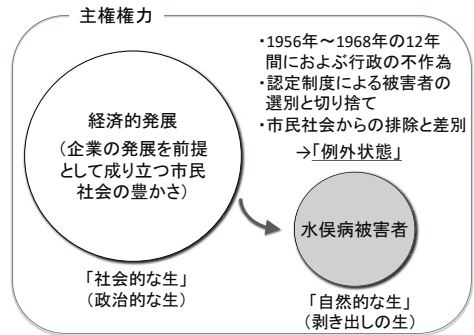 主権権力
・1956年～1968年の12年
間におよぶ行政の不作為
・認定制度による被害者の
選別と切り捨て
・市民社会からの排除と差別
→「例外状態」
経済的発展
（企業の発展を前提
として成り立つ市民
社会の豊かさ）
水俣病被害者
「社会的な生」
（政治的な生）
「自然的な生」
（剥き出しの生）